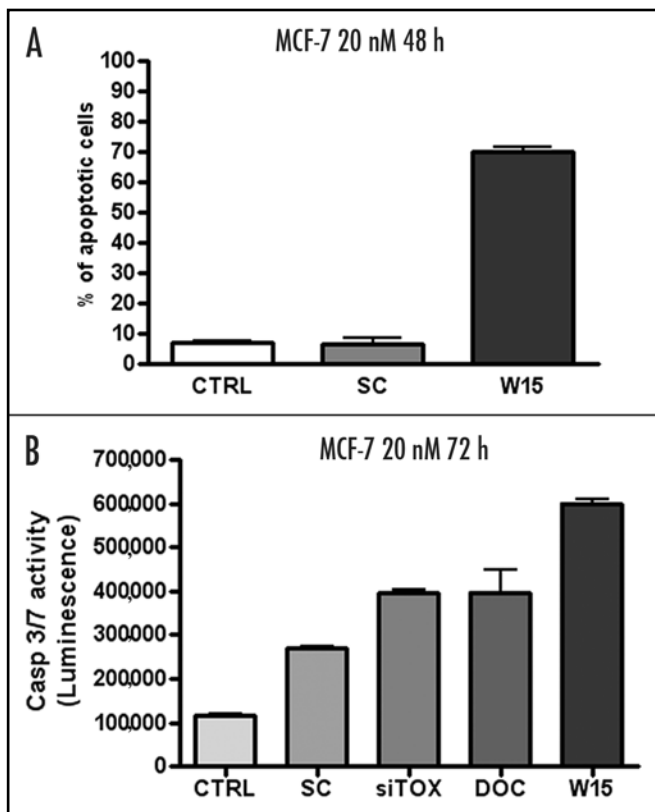 A
MCF-7 20 nM 48 h
% of apoptotic cells
100
90
80
70
60
50
40
30
20
10
0
CTRL SC W15
B
MCF-7 20 nM 72 h
Casp 3/7 activity
(Luminescence)
700,000
600,000
500,000
400,000
300,000
200,000
100,000
0
CTRL SC siTOX DOC W15